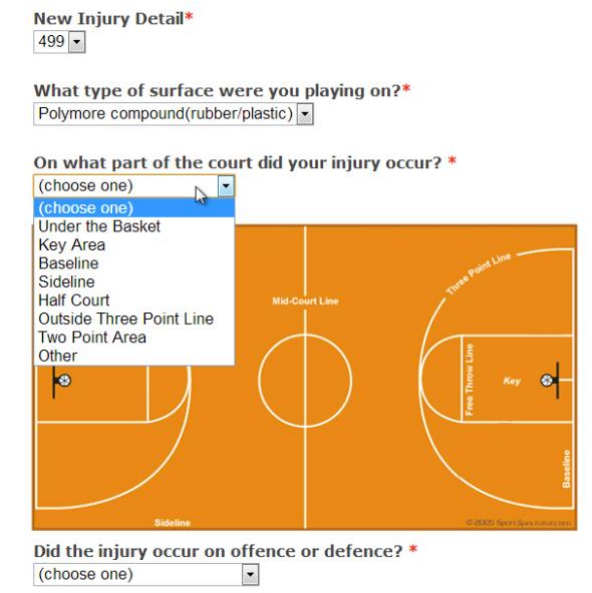 New Injury Detail*
499
What type of surface were you playing on?*
Polymore compound(rubber/plastic)
On what part of the court did your injury occur? *
(choose one)
(choose one)
Under the Basket
Key Area
Baseline
Sideline
Half Court
Outside Three Point Line
Two Point Area
Other
Three Point Line
Mid-Court Line
Free Throw Line
Key
Baseline
Sideline
© 2005 SportSpectator.com
Did the injury occur on offence or defence? *
(choose one)